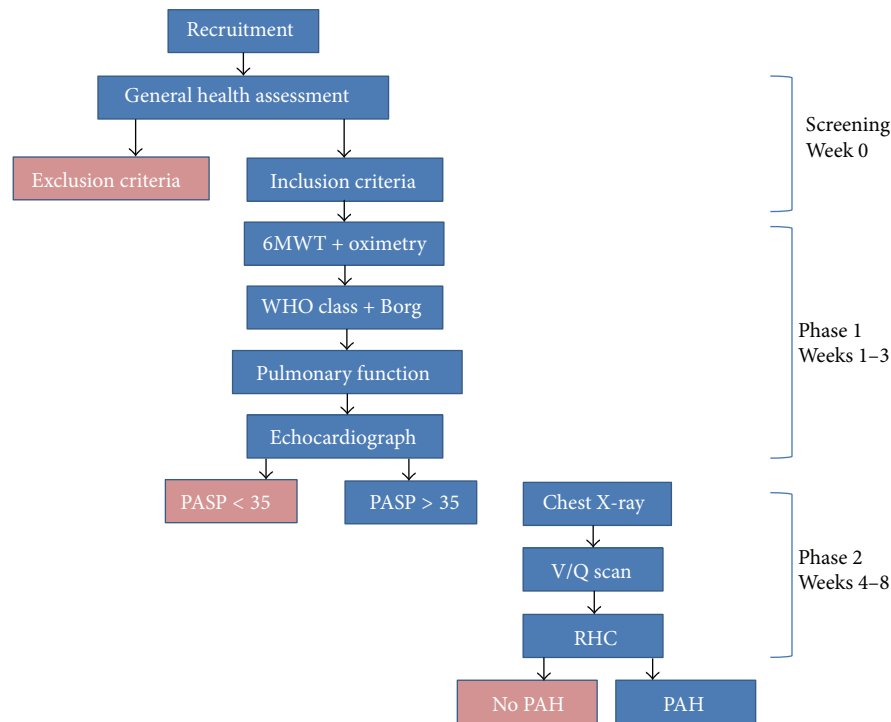 Recruitment
General health assessment
Exclusion criteria
Inclusion criteria
Screening
Week 0
6MWT + oximetry
WHO class + Borg
Pulmonary function
Echocardiograph
Phase 1
Weeks 1–3
PASP < 35
PASP > 35
Chest X-ray
V/Q scan
RHC
Phase 2
Weeks 4–8
No PAH
PAH